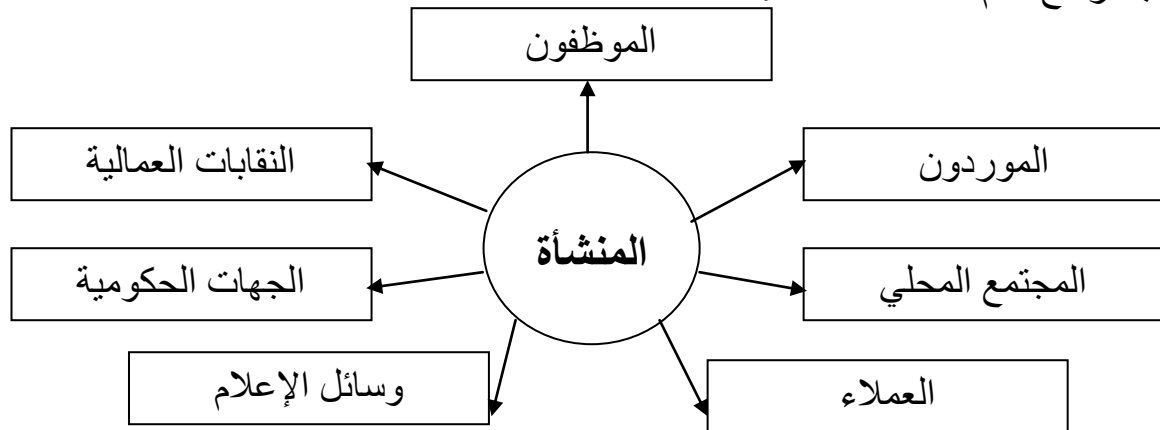 الموظفون
الموردون
النقابات العمالية
المنشأة
المجتمع المحلي
الجهات الحكومية
العملاء
وسائل الإعلام